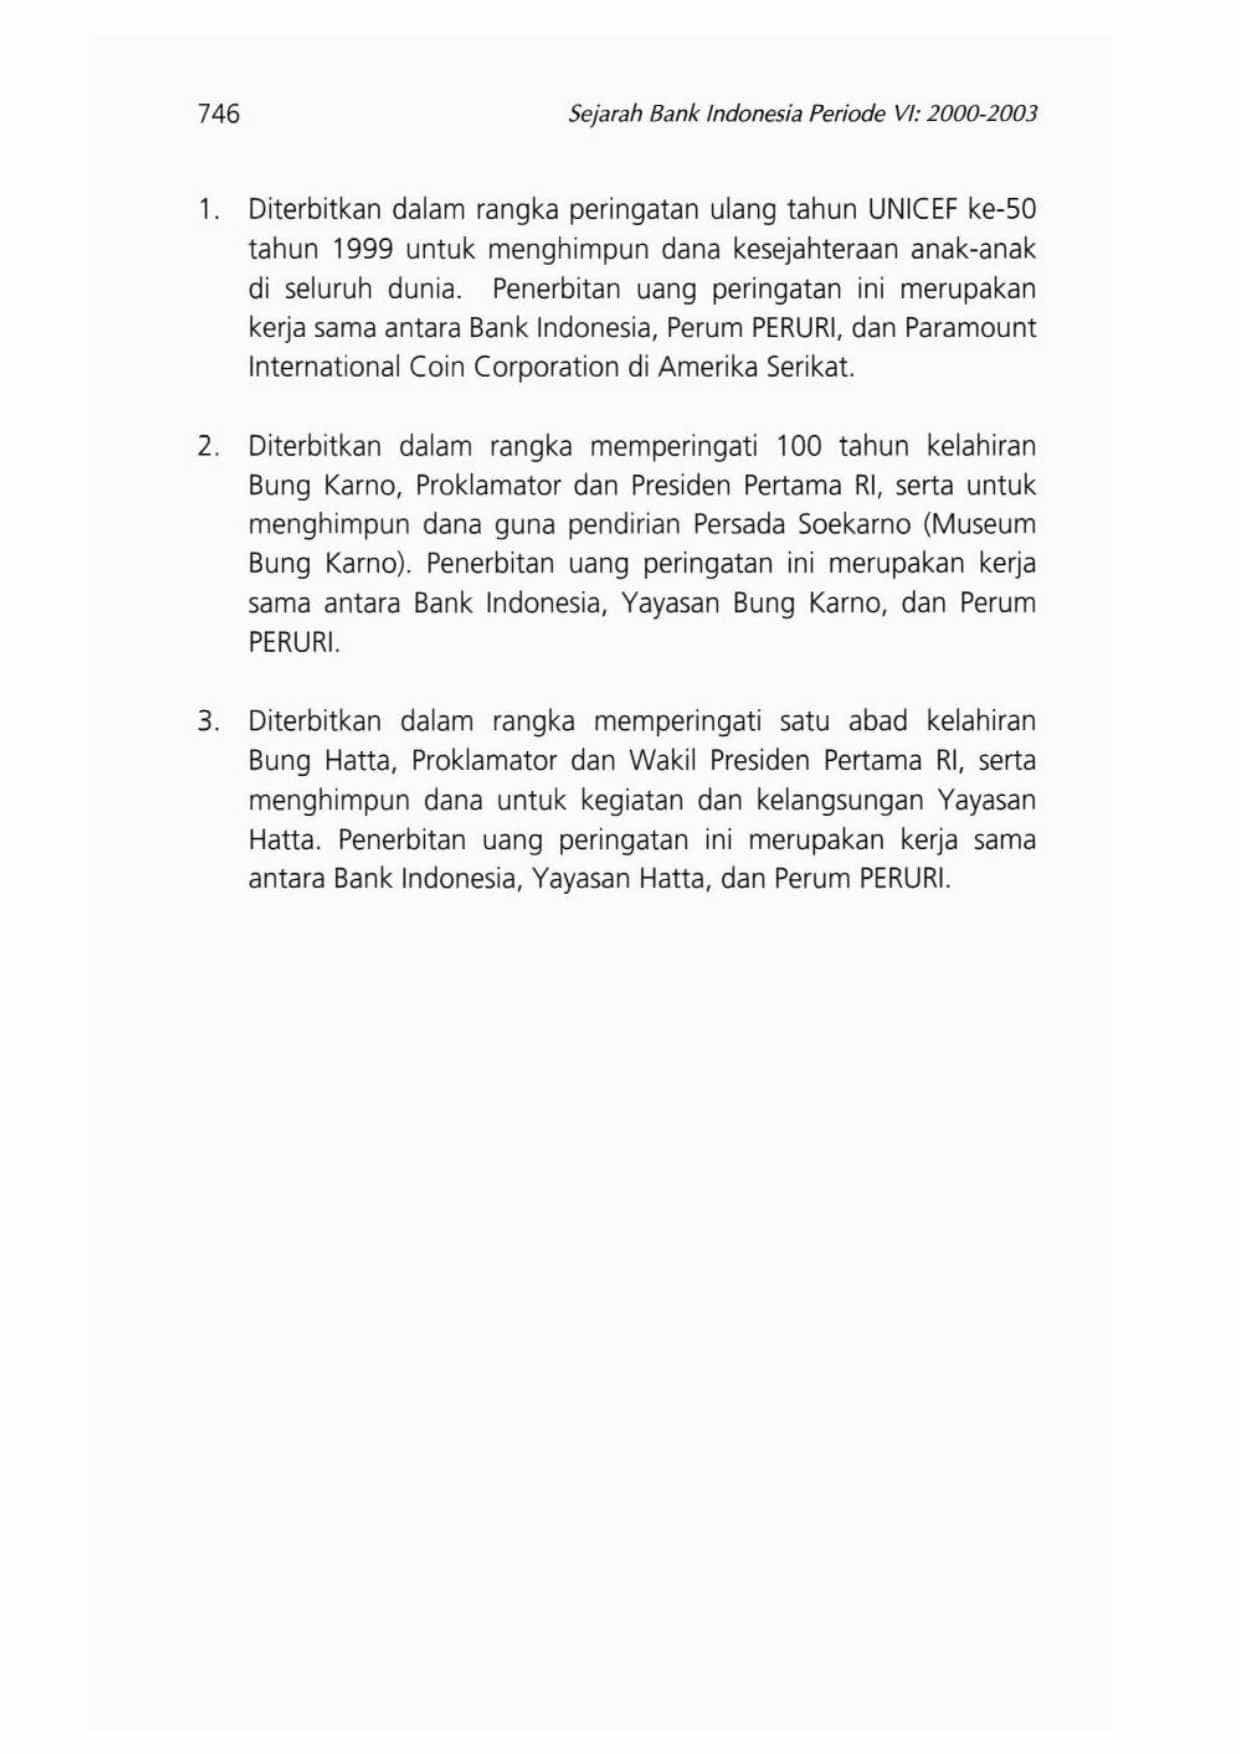 746
Sejarah Bank Indonesia Periode VI: 2000-2003
1. Diterbitkan dalam rangka peringatan ulang tahun UNICEF ke-50
tahun 1999 untuk menghimpun dana kesejahteraan anak-anak
di seluruh dunia. Penerbitan uang peringatan ini merupakan
kerja sama antara Bank Indonesia, Perum PERURI, dan Paramount
International Coin Corporation di Amerika Serikat.
2. Diterbitkan dalam rangka memperingati 100 tahun kelahiran
Bung Karno, Proklamator dan Presiden Pertama RI, serta untuk
menghimpun dana guna pendirian Persada Soekarno (Museum
Bung Karno). Penerbitan uang peringatan ini merupakan kerja
sama antara Bank Indonesia, Yayasan Bung Karno, dan Perum
PERURI.
3. Diterbitkan dalam rangka memperingati satu abad kelahiran
Bung Hatta, Proklamator dan Wakil Presiden Pertama RI, serta
menghimpun dana untuk kegiatan dan kelangsungan Yayasan
Hatta. Penerbitan uang peringatan ini merupakan kerja sama
antara Bank Indonesia, Yayasan Hatta, dan Perum PERURI.